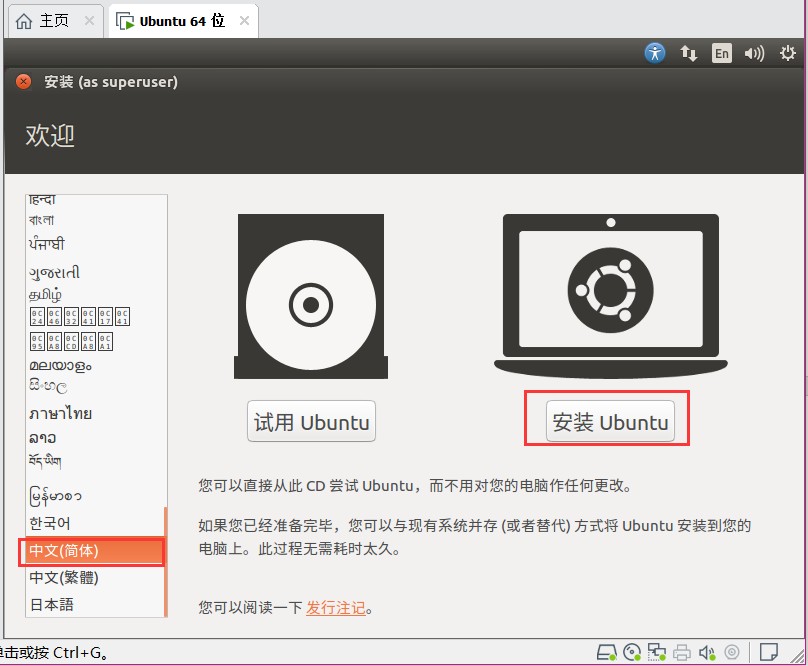 主页
Ubuntu 64 位
En
安装 (as superuser)
欢迎
हिन्दी
বাংলা
ਪੰਜਾਬੀ
ગુજરાતી
தமிழ்
മലയാളം
සිංහල
ภาษาไทย
ລາວ
བོད་ཡིག
မြန်မာစာ
한국어
中文(简体)
中文(繁體)
日本語
试用 Ubuntu
安装 Ubuntu
您可以直接从此 CD 尝试 Ubuntu，而不用对您的电脑作任何更改。
如果您已经准备完毕，您可以与现有系统并存 (或者替代) 方式将 Ubuntu 安装到您的
电脑上。此过程无需耗时太久。
您可以阅读一下 发行注记。
击或按 Ctrl+G。